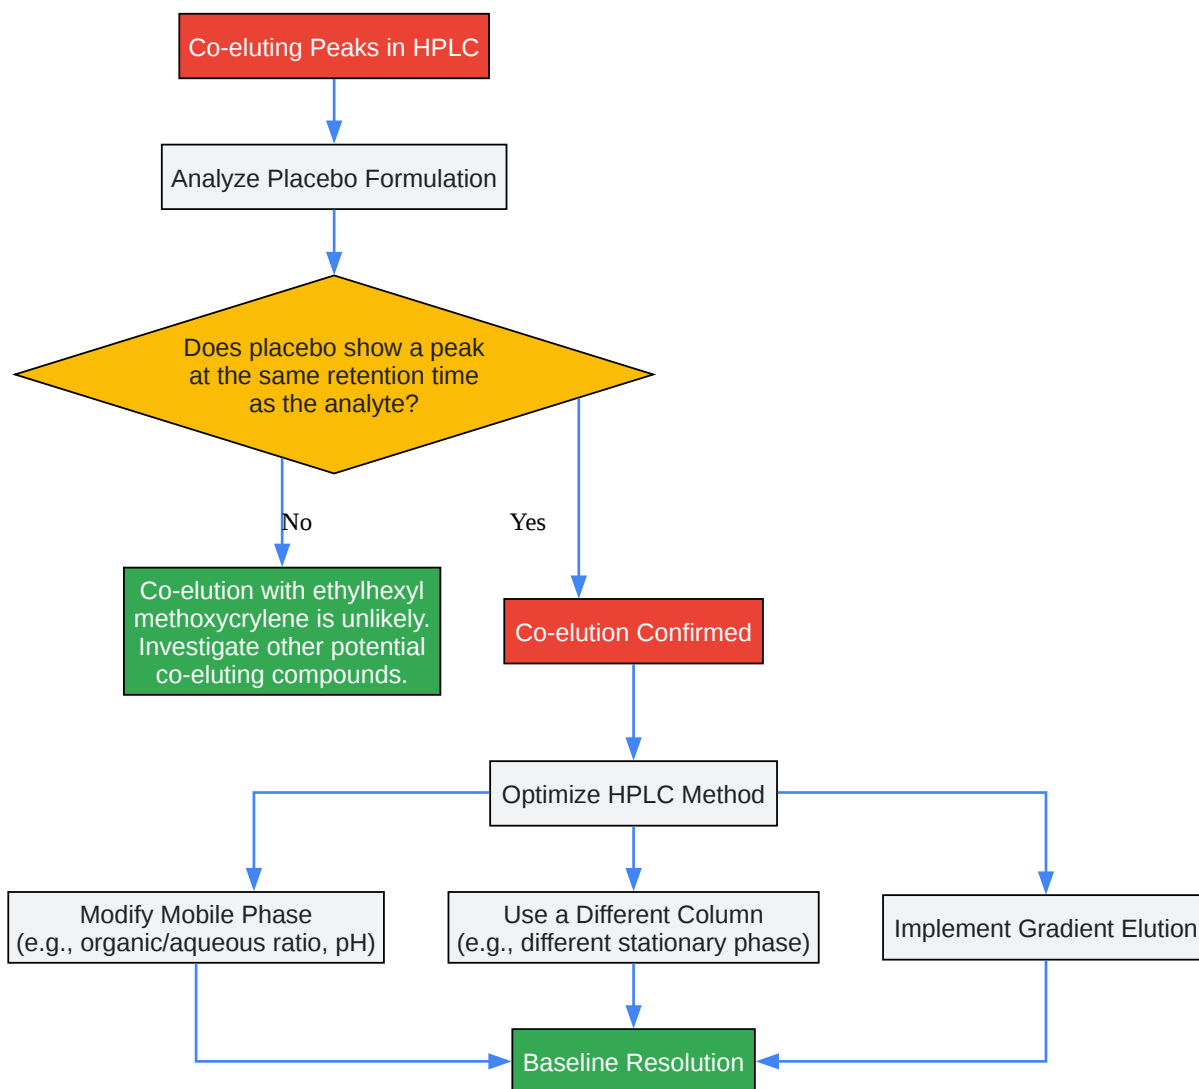 Co-eluting Peaks in HPLC
Analyze Placebo Formulation
Does placebo show a peak
at the same retention time
as the analyte?
No
Yes
Co-elution with ethylhexyl
methoxycrylene is unlikely.
Investigate other potential
co-eluting compounds.
Co-elution Confirmed
Optimize HPLC Method
Modify Mobile Phase
(e.g., organic/aqueous ratio, pH)
Use a Different Column
(e.g., different stationary phase)
Implement Gradient Elution
Baseline Resolution